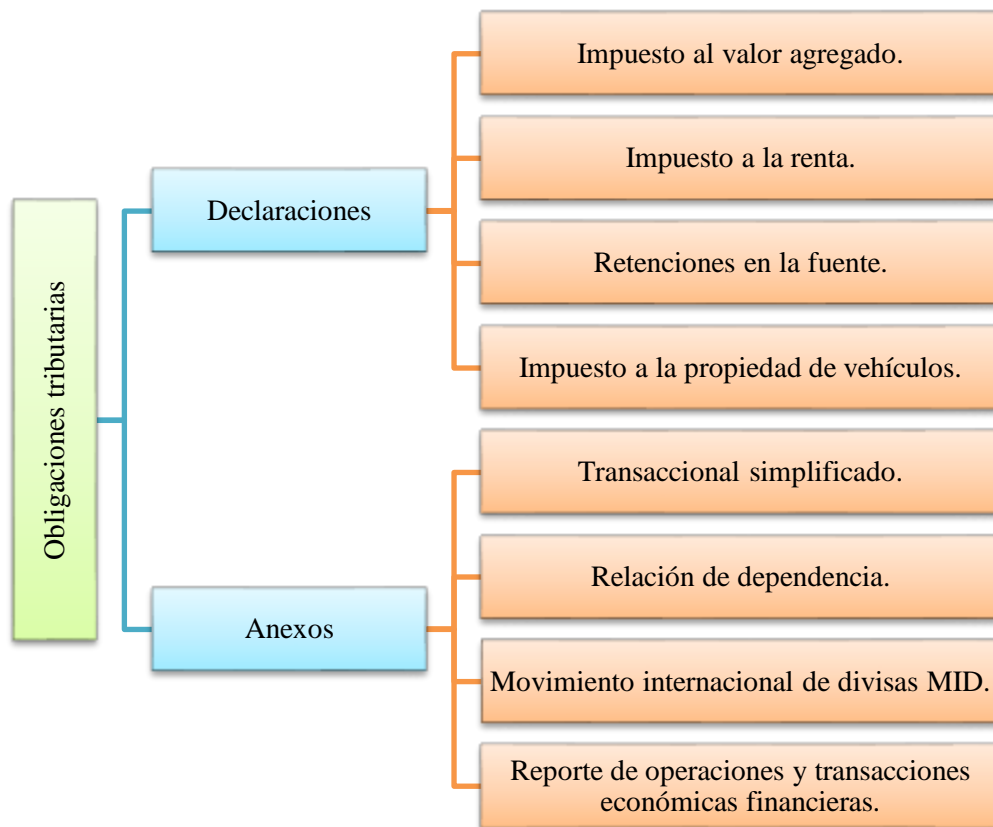 Obligaciones tributarias
Declaraciones
Impuesto al valor agregado.
Impuesto a la renta.
Retenciones en la fuente.
Impuesto a la propiedad de vehículos.
Anexos
Transaccional simplificado.
Relación de dependencia.
Movimiento internacional de divisas MID.
Reporte de operaciones y transacciones
económicas financieras.